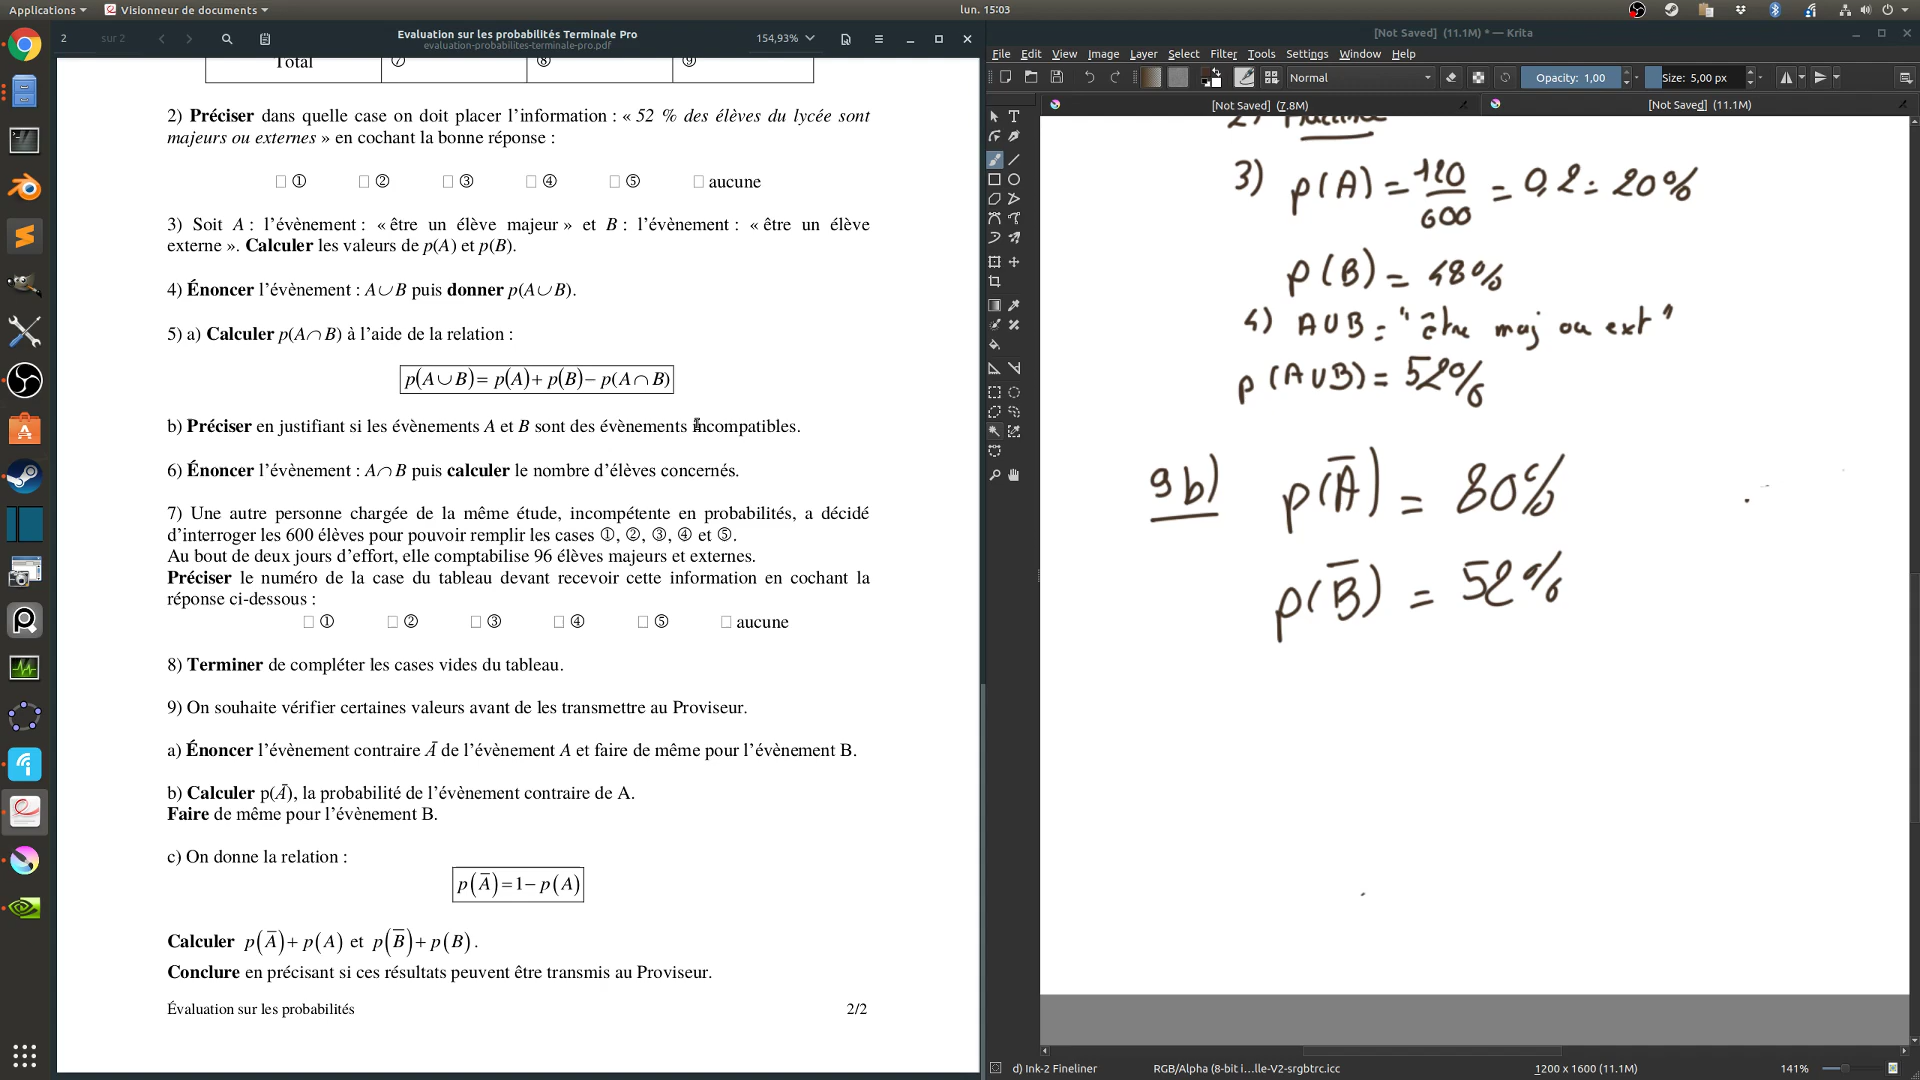 Applications
Visionneur de documents
lun. 15:03
2
sur 2
Evaluation sur les probabilités Terminale Pro
evaluation-probabilites-terminale-pro.pdf
154,93%
Total ⑦ ⑧ ⑨
2) Préciser dans quelle case on doit placer l’information : « 52 % des élèves du lycée sont
majeurs ou externes » en cochant la bonne réponse :
□ ① □ ② □ ③ □ ④ □ ⑤ □ aucune
3) Soit A : l’évènement : « être un élève majeur » et B : l’évènement : « être un élève
externe ». Calculer les valeurs de p(A) et p(B).
4) Énoncer l’évènement : A∪B puis donner p(A∪B).
5) a) Calculer p(A∩B) à l’aide de la relation :
p(A∪B)= p(A)+ p(B)− p(A∩B)
b) Préciser en justifiant si les évènements A et B sont des évènements incompatibles.
6) Énoncer l’évènement : A∩B puis calculer le nombre d’élèves concernés.
7) Une autre personne chargée de la même étude, incompétente en probabilités, a décidé
d’interroger les 600 élèves pour pouvoir remplir les cases ①, ②, ③, ④ et ⑤.
Au bout de deux jours d’effort, elle comptabilise 96 élèves majeurs et externes.
Préciser le numéro de la case du tableau devant recevoir cette information en cochant la
réponse ci-dessous :
□ ① □ ② □ ③ □ ④ □ ⑤ □ aucune
8) Terminer de compléter les cases vides du tableau.
9) On souhaite vérifier certaines valeurs avant de les transmettre au Proviseur.
a) Énoncer l’évènement contraire A̅ de l’évènement A et faire de même pour l’évènement B.
b) Calculer p(A̅), la probabilité de l’évènement contraire de A.
Faire de même pour l’évènement B.
c) On donne la relation :
p(A̅)=1− p(A)
Calculer p(A̅)+ p(A) et p(B̅)+ p(B).
Conclure en précisant si ces résultats peuvent être transmis au Proviseur.
Évaluation sur les probabilités 2/2
[Not Saved] (11.1M) * — Krita
File Edit View Image Layer Select Filter Tools Settings Window Help
Normal
Opacity: 1,00
Size: 5,00 px
[Not Saved] (7.8M)
[Not Saved] (11.1M)
3) p(A) = 120/600 = 0,2 = 20%
p(B) = 48%
4) A∪B = "être maj ou ext"
p(A∪B) = 52%
9b) p(A̅) = 80%
p(B̅) = 52%
d) Ink-2 Fineliner
RGB/Alpha (8-bit i...lle-V2-srgbtrc.icc
1200 x 1600 (11.1M)
141%